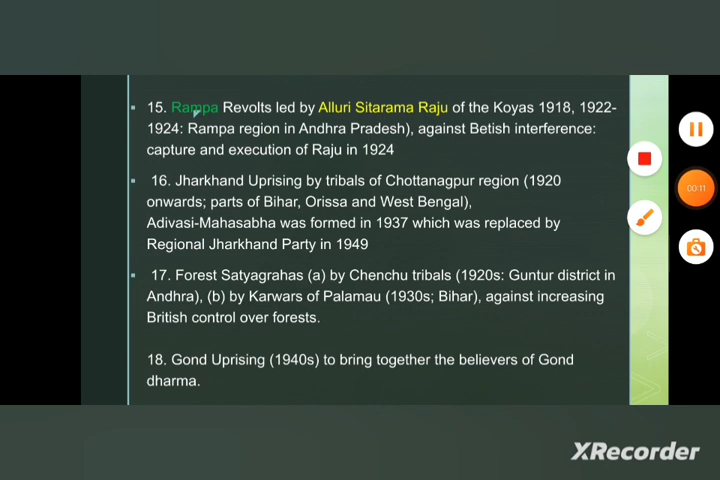 15. Rampa Revolts led by Alluri Sitarama Raju of the Koyas 1918, 1922-
1924: Rampa region in Andhra Pradesh), against Betish interference:
capture and execution of Raju in 1924
16. Jharkhand Uprising by tribals of Chottanagpur region (1920
onwards; parts of Bihar, Orissa and West Bengal),
Adivasi-Mahasabha was formed in 1937 which was replaced by
Regional Jharkhand Party in 1949
17. Forest Satyagrahas (a) by Chenchu tribals (1920s: Guntur district in
Andhra), (b) by Karwars of Palamau (1930s; Bihar), against increasing
British control over forests.
18. Gond Uprising (1940s) to bring together the believers of Gond
dharma.
00:11
XRecorder